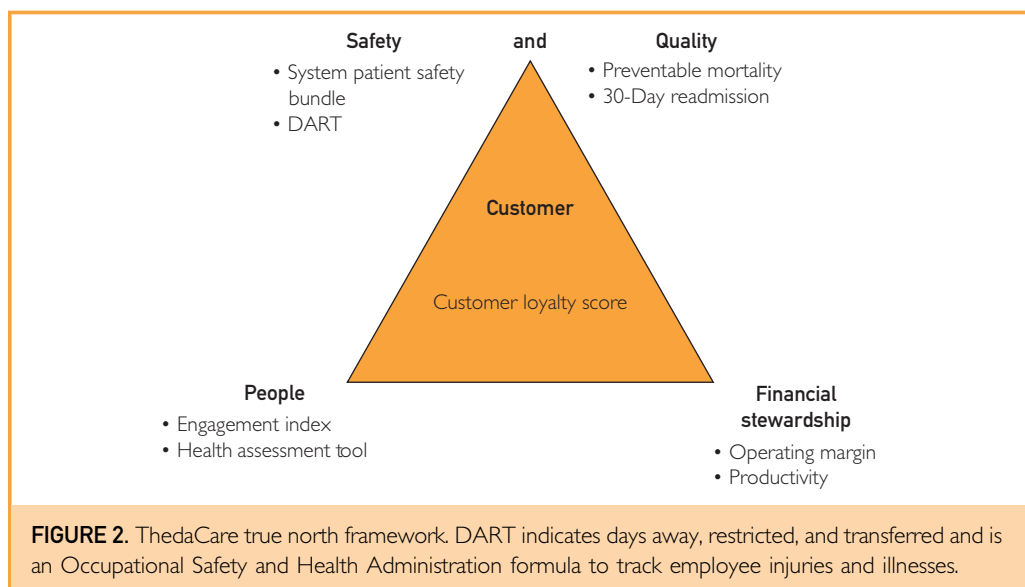 Safety and Quality
• System patient safety
bundle
• DART
• Preventable mortality
• 30-Day readmission
Customer
Customer loyalty score
People
• Engagement index
• Health assessment tool
Financial
stewardship
• Operating margin
• Productivity
FIGURE 2. ThedaCare true north framework. DART indicates days away, restricted, and transferred and is
an Occupational Safety and Health Administration formula to track employee injuries and illnesses.